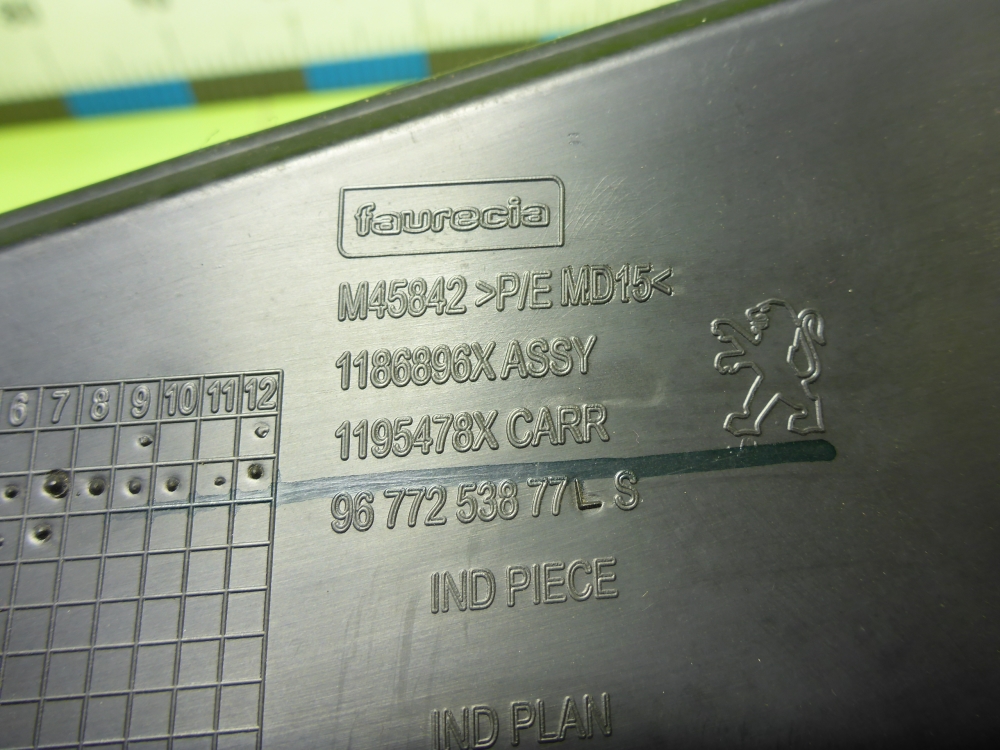 faurecia
M45842 >P/E MD15<
1186896X ASSY
1195478X CARR
96 772 538 77 L S
IND PIECE
IND PLAN
6 7 8 9 10 11 12